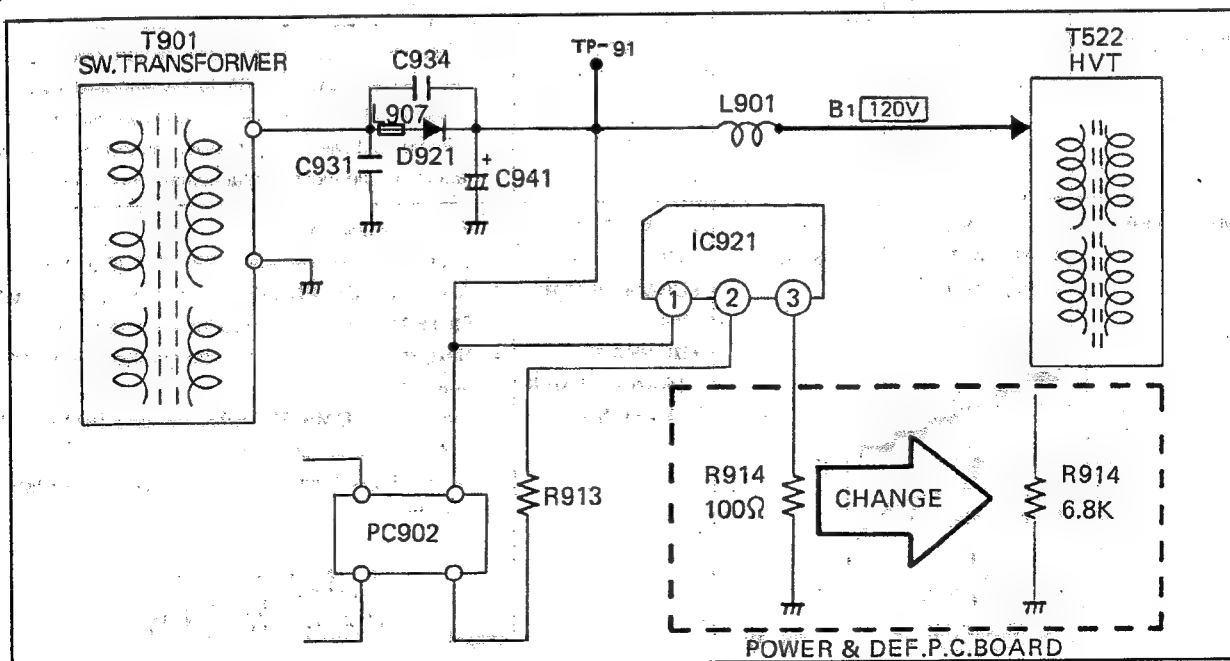 T901
SW.TRANSFORMER
C934
TP-91
T522
HVT
L907
L901
B1 120V
C931
D921
+
C941
IC921
1 2 3
R913
PC902
R914
100Ω
CHANGE
R914
6.8K
POWER & DEF.P.C.BOARD